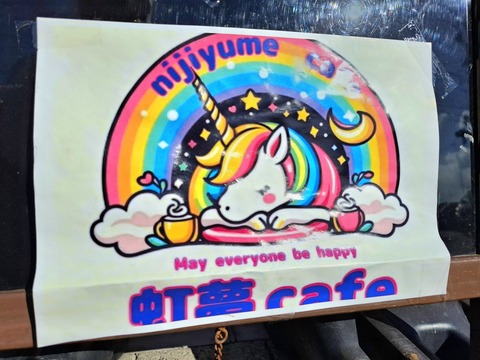 nijiyume
May everyone be happy
虹夢 cafe